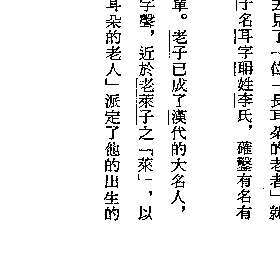 去見了一位「長耳朵的老者」就
子名耳字聃姓李氏，確鑿有名有
單。老子已成了漢代的大名人，
字聲，近於老萊子之「萊」，以
耳朵的老人」派定了他的出生的